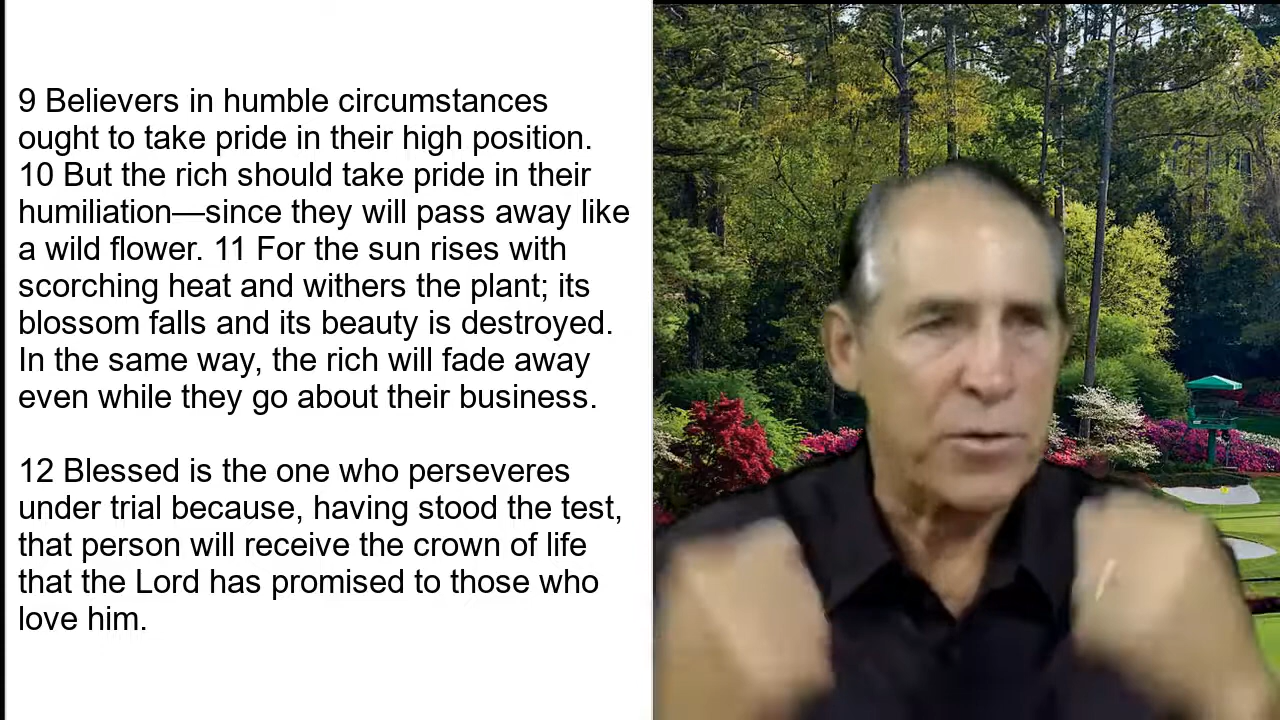 9 Believers in humble circumstances
ought to take pride in their high position.
10 But the rich should take pride in their
humiliation—since they will pass away like
a wild flower. 11 For the sun rises with
scorching heat and withers the plant; its
blossom falls and its beauty is destroyed.
In the same way, the rich will fade away
even while they go about their business.
12 Blessed is the one who perseveres
under trial because, having stood the test,
that person will receive the crown of life
that the Lord has promised to those who
love him.